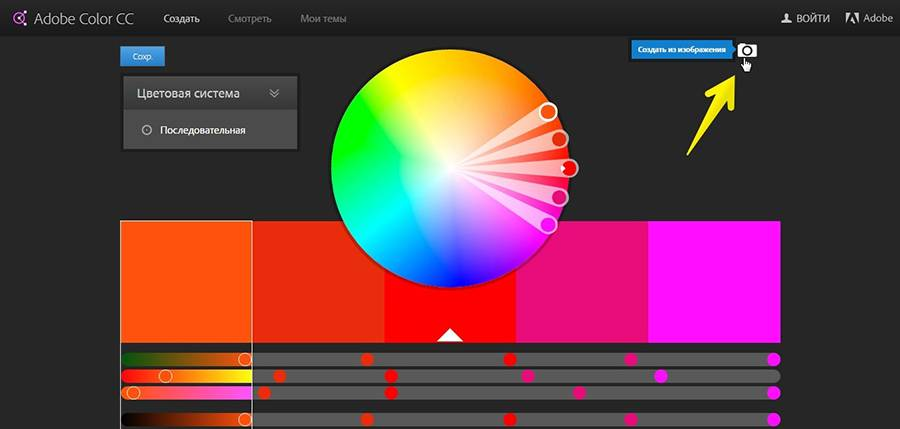 Adobe Color CC
Создать
Смотреть
Мои темы
ВОЙТИ
Adobe
Сохр.
Создать из изображения
Цветовая система
Последовательная